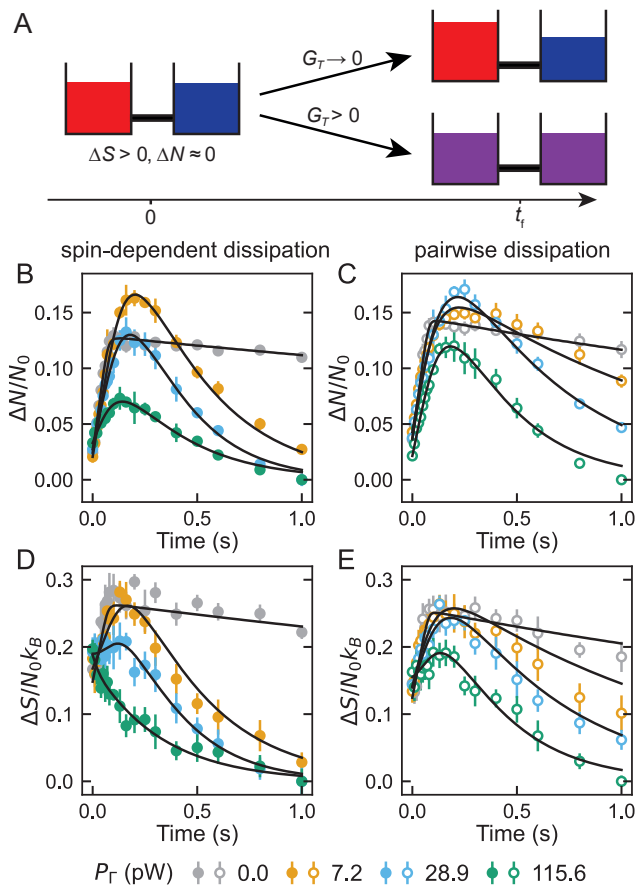 A
G_T → 0
G_T > 0
ΔS > 0, ΔN ≈ 0
0
t_f
spin-dependent dissipation
pairwise dissipation
B
C
ΔN/N_0
0.15
0.10
0.05
0.00
0.0
0.5
1.0
Time (s)
ΔN/N_0
0.15
0.10
0.05
0.00
0.0
0.5
1.0
Time (s)
D
E
ΔS/N_0k_B
0.3
0.2
0.1
0.0
0.0
0.5
1.0
Time (s)
ΔS/N_0k_B
0.3
0.2
0.1
0.0
0.0
0.5
1.0
Time (s)
P_Γ (pW) 0.0 7.2 28.9 115.6